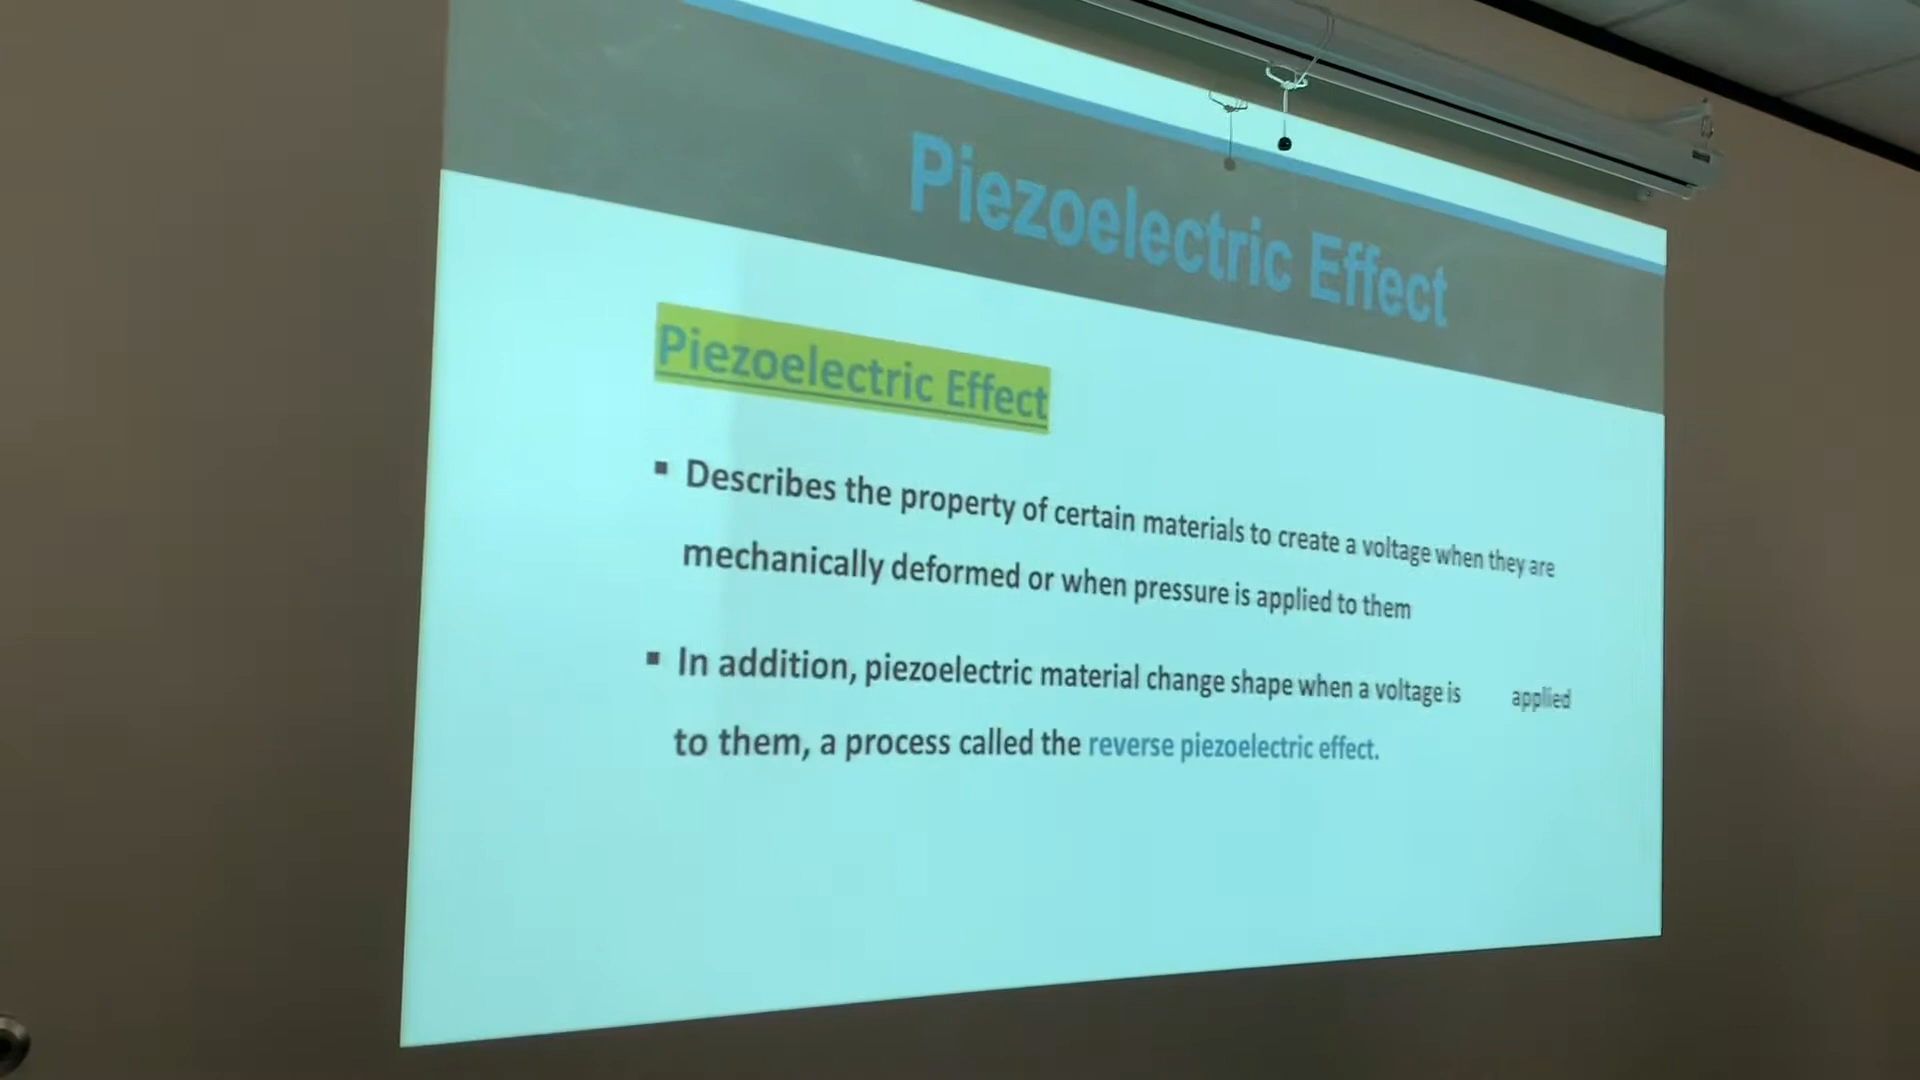 Piezoelectric Effect
Piezoelectric Effect
▪ Describes the property of certain materials to create a voltage when they are
mechanically deformed or when pressure is applied to them
▪ In addition, piezoelectric material change shape when a voltage is applied
to them, a process called the reverse piezoelectric effect.